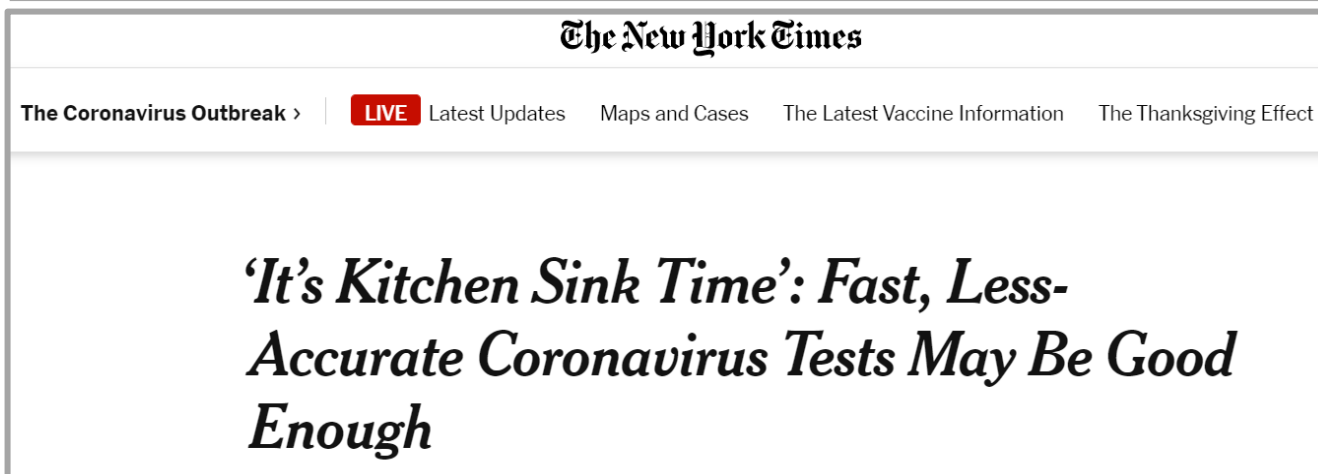 The New York Times
The Coronavirus Outbreak > LIVE Latest Updates Maps and Cases The Latest Vaccine Information The Thanksgiving Effect
‘It’s Kitchen Sink Time’: Fast, Less-
Accurate Coronavirus Tests May Be Good
Enough